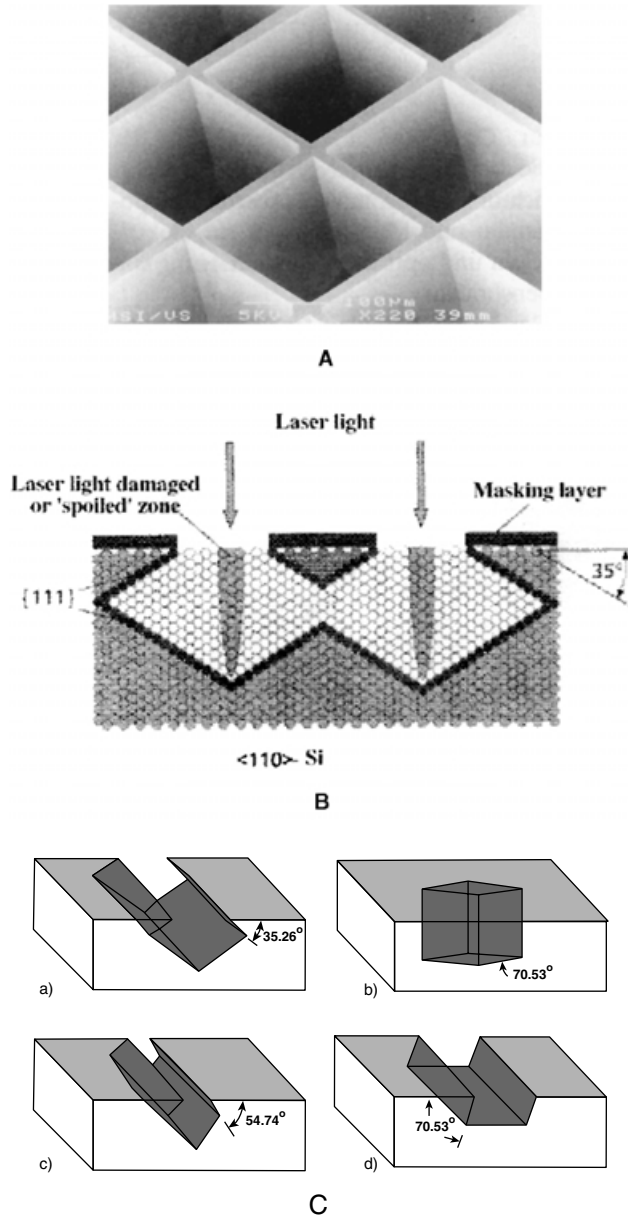 5KV
100µm
X220 39mm
A
Laser light
Laser light damaged
or 'spoiled' zone
Masking layer
{111}
35°
<110> Si
B
35.26°
a)
70.53°
b)
54.74°
c)
70.53°
d)
C